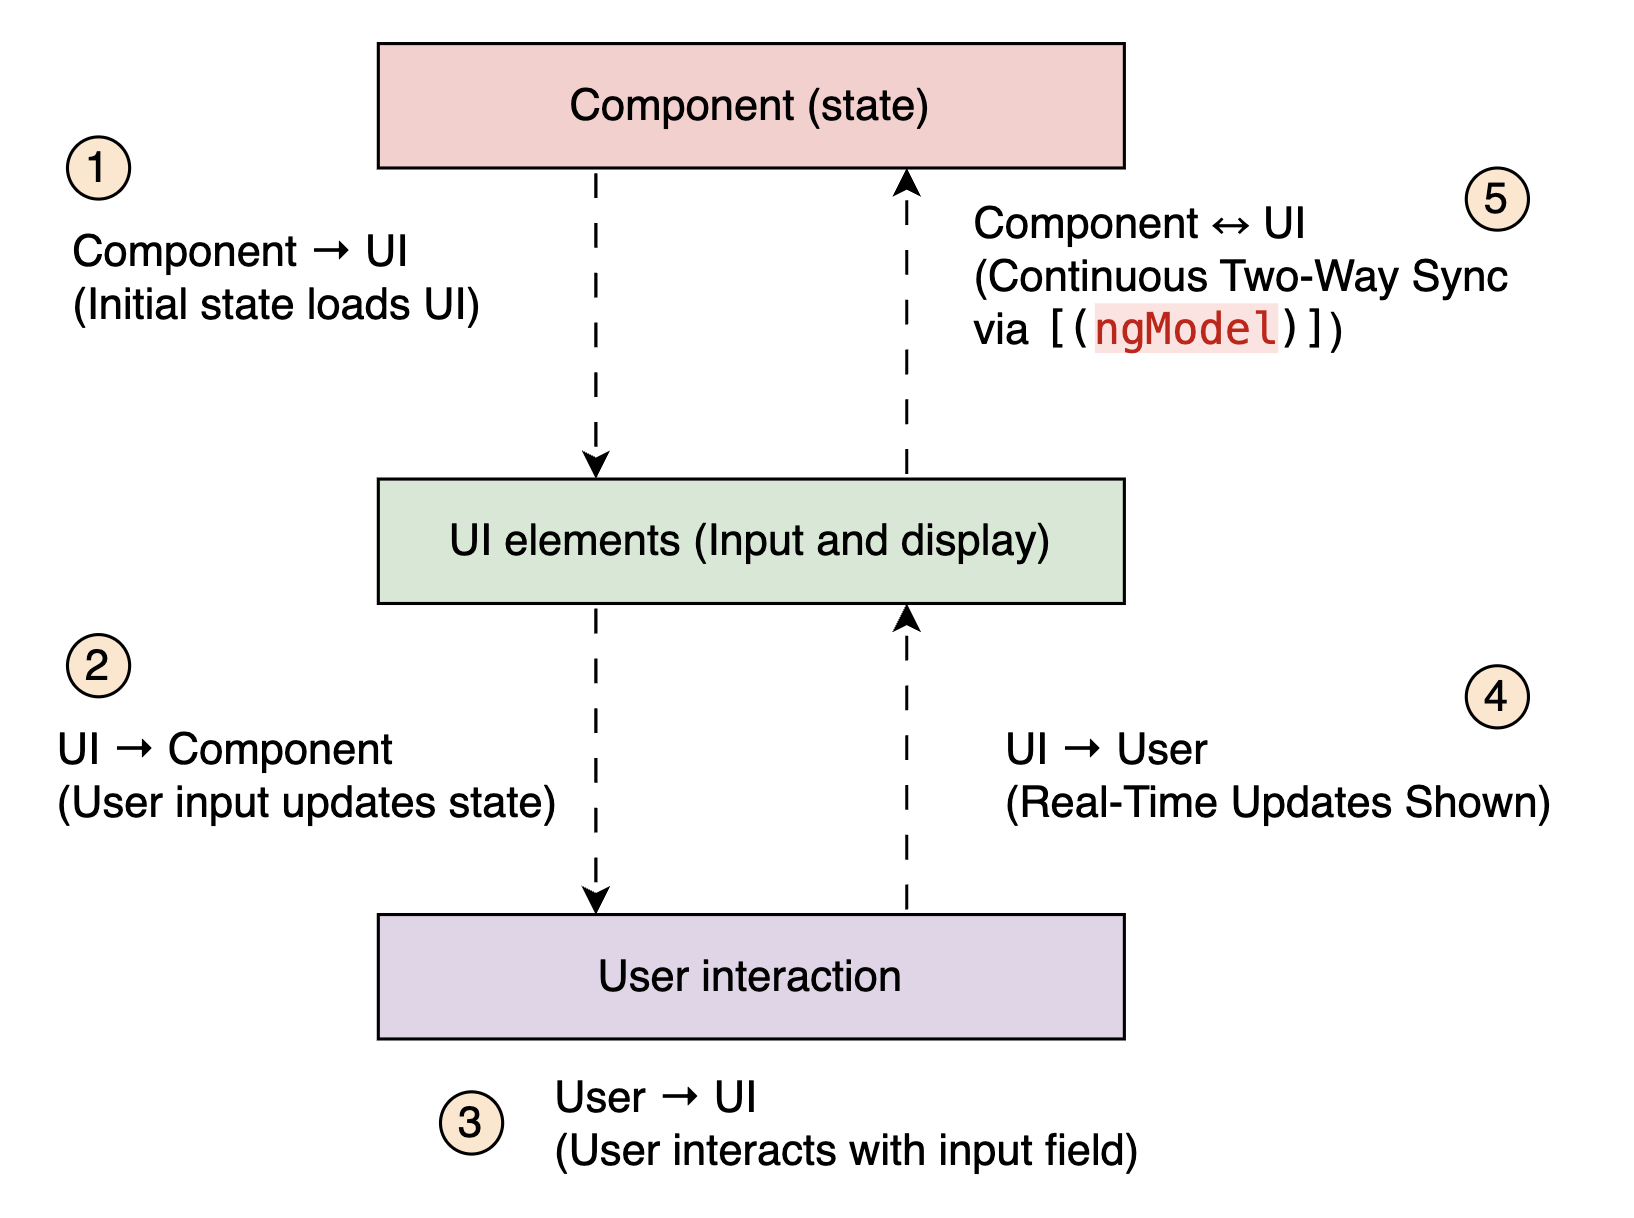 Component (state)
1
Component → UI
(Initial state loads UI)
5
Component ↔ UI
(Continuous Two-Way Sync
via [(ngModel)])
UI elements (Input and display)
2
UI → Component
(User input updates state)
4
UI → User
(Real-Time Updates Shown)
User interaction
3
User → UI
(User interacts with input field)